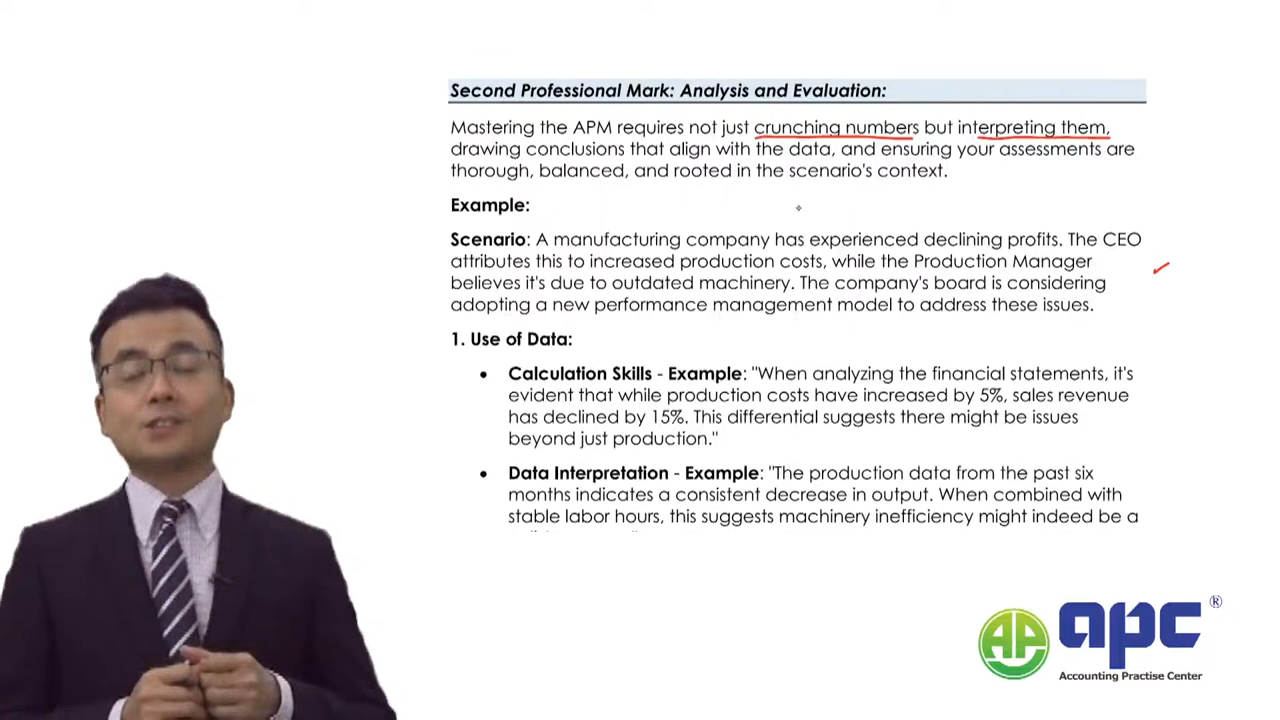 Second Professional Mark: Analysis and Evaluation:
Mastering the APM requires not just crunching numbers but interpreting them,
drawing conclusions that align with the data, and ensuring your assessments are
thorough, balanced, and rooted in the scenario's context.
Example:
Scenario: A manufacturing company has experienced declining profits. The CEO
attributes this to increased production costs, while the Production Manager
believes it's due to outdated machinery. The company's board is considering
adopting a new performance management model to address these issues.
1. Use of Data:
• Calculation Skills - Example: "When analyzing the financial statements, it's
evident that while production costs have increased by 5%, sales revenue
has declined by 15%. This differential suggests there might be issues
beyond just production."
• Data Interpretation - Example: "The production data from the past six
months indicates a consistent decrease in output. When combined with
stable labor hours, this suggests machinery inefficiency might indeed be a
apc ®
Accounting Practise Center